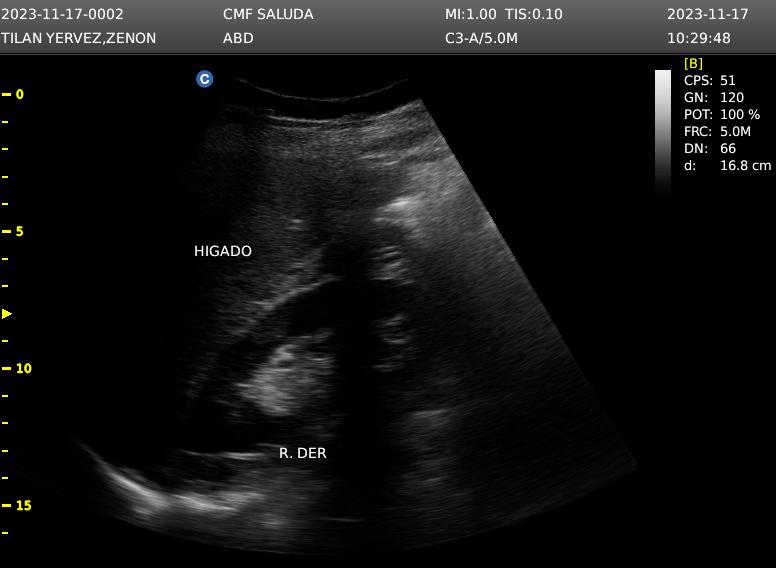 2023-11-17-0002 CMF SALUDA MI:1.00 TIS:0.10 2023-11-17
TILAN YERVEZ,ZENON ABD C3-A/5.0M 10:29:48
C
[B]
CPS: 51
GN: 120
POT: 100 %
FRC: 5.0M
DN: 66
d: 16.8 cm
0
5
HIGADO
10
R. DER
15